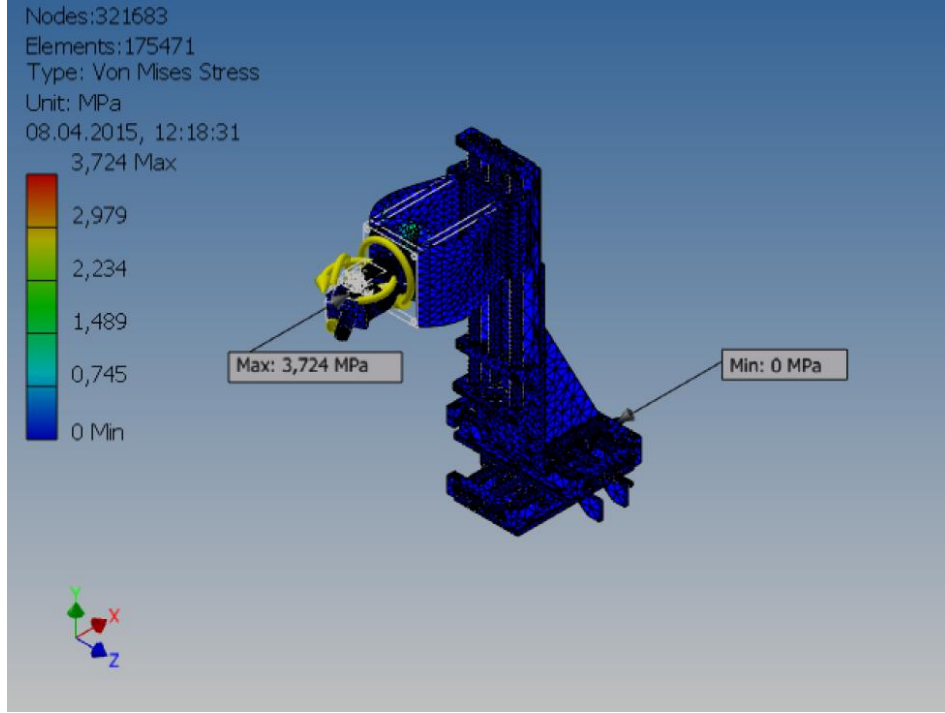 Nodes:321683
Elements:175471
Type: Von Mises Stress
Unit: MPa
08.04.2015, 12:18:31
3,724 Max
2,979
2,234
1,489
0,745
0 Min
Max: 3,724 MPa
Min: 0 MPa
Y
X
Z